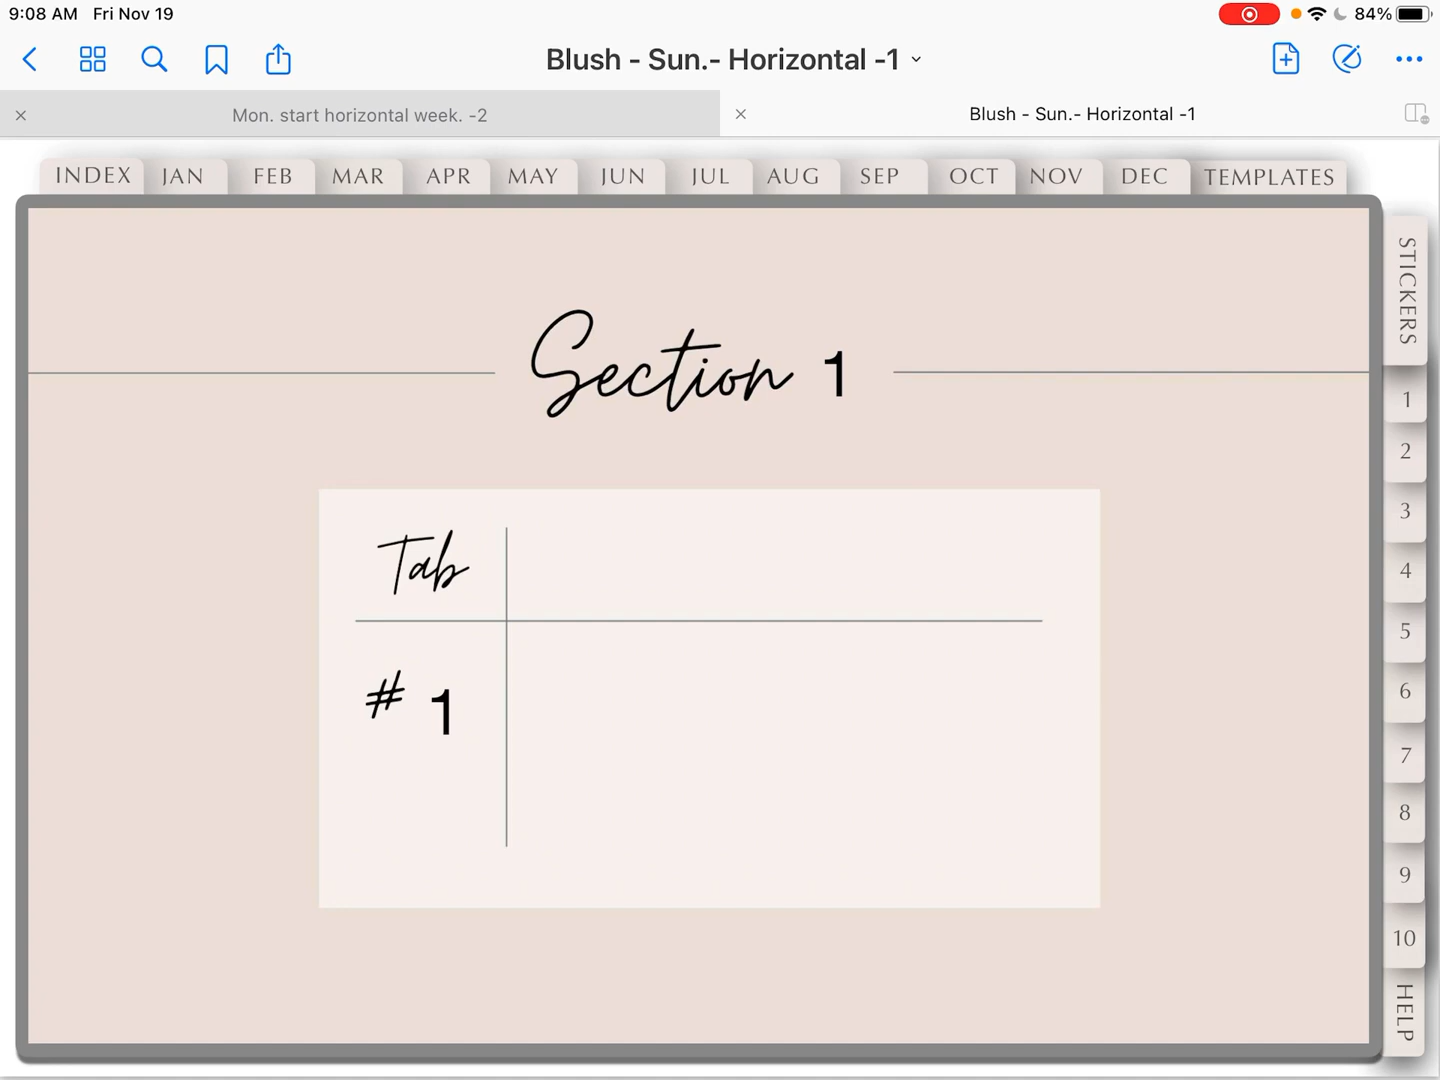 9:08 AM Fri Nov 19
84%
Blush - Sun.- Horizontal -1
Mon. start horizontal week. -2
Blush - Sun.- Horizontal -1
INDEX JAN FEB MAR APR MAY JUN JUL AUG SEP OCT NOV DEC TEMPLATES
STICKERS
Section 1
1
2
3
4
5
6
7
8
9
10
HELP
Tab
# 1